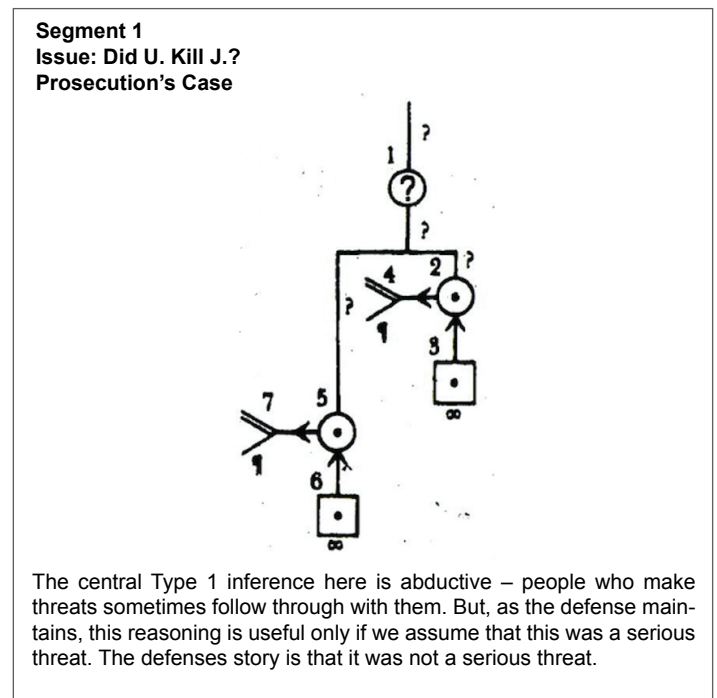 Segment 1
Issue: Did U. Kill J.?
Prosecution's Case
?
1
?
?
4 2 ?
?
¶ 3
∞
7 5
¶ 6
∞
The central Type 1 inference here is abductive – people who make
threats sometimes follow through with them. But, as the defense main-
tains, this reasoning is useful only if we assume that this was a serious
threat. The defenses story is that it was not a serious threat.